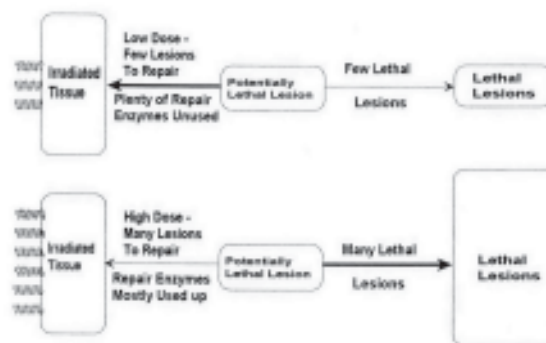 Low Dose -
Few Lesions
To Repair
Irradiated
Tissue
Plenty of Repair
Enzymes Unused
Potentially
Lethal Lesion
Few Lethal
Lesions
Lethal
Lesions
High Dose -
Many Lesions
To Repair
Irradiated
Tissue
Repair Enzymes
Mostly Used up
Potentially
Lethal Lesion
Many Lethal
Lesions
Lethal
Lesions